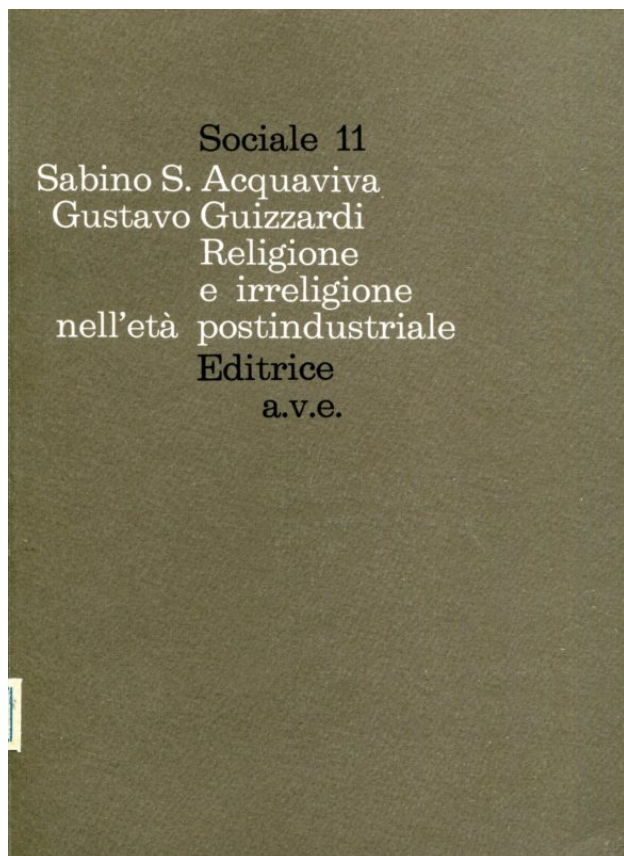 Sociale 11
Sabino S. Acquaviva
Gustavo Guizzardi
Religione
e irreligione
nell'età postindustriale
Editrice
a.v.e.